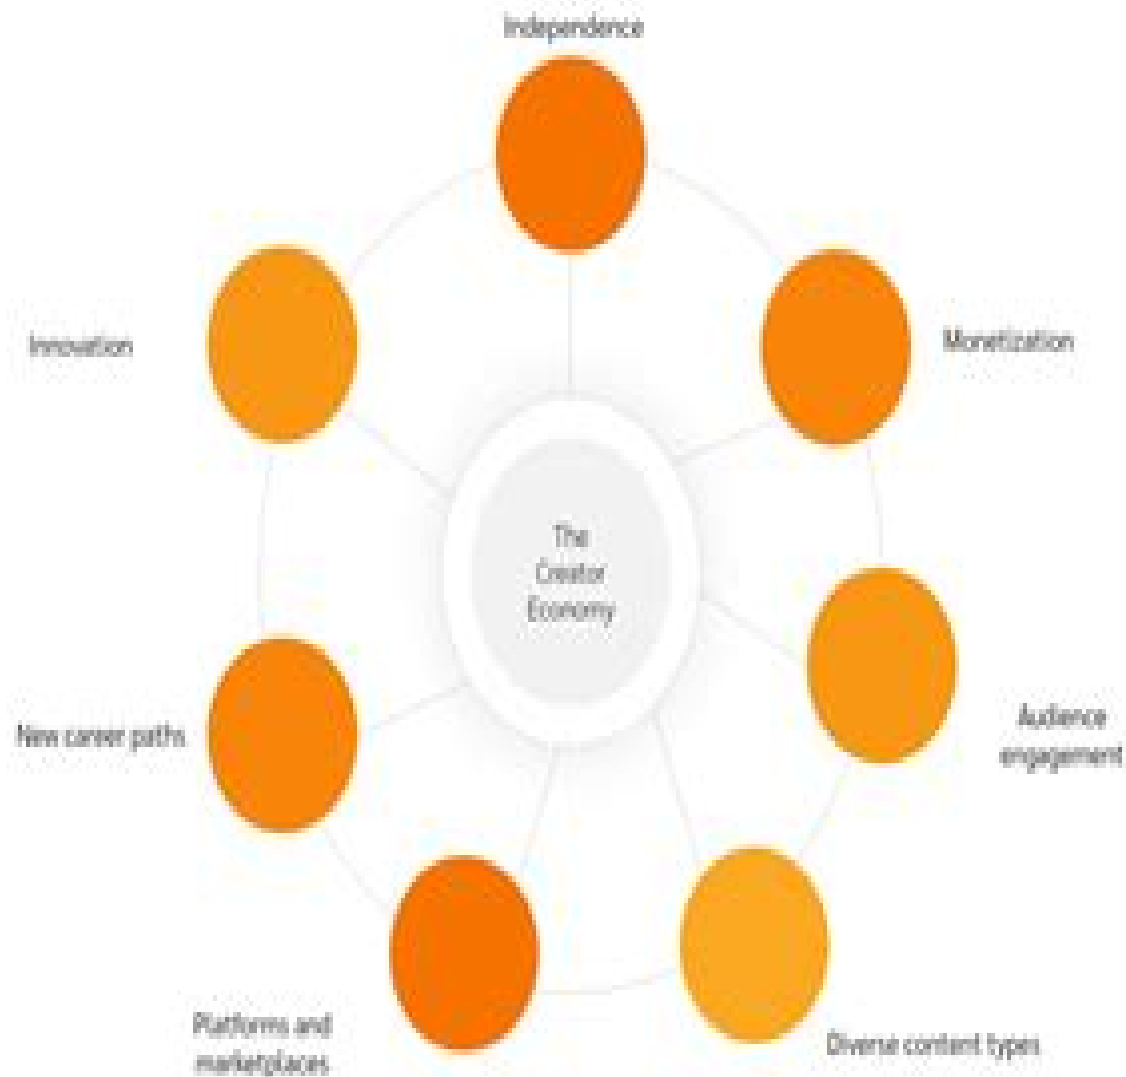 Independence
Monetization
Innovation
The
Creator
Economy
Audience
engagement
New career paths
Platforms and
marketplaces
Diverse content types